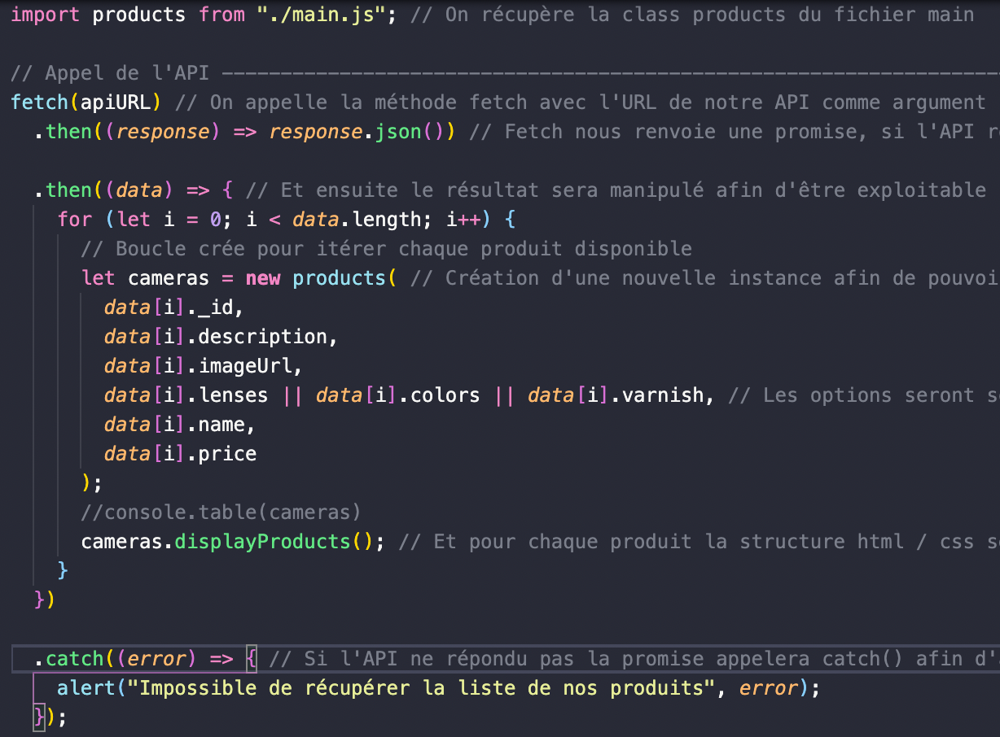 import products from "./main.js"; // On récupère la class products du fichier main
// Appel de l'API ------------------------------------------------------------------
fetch(apiURL) // On appelle la méthode fetch avec l'URL de notre API comme argument
.then((response) => response.json()) // Fetch nous renvoie une promise, si l'API
.then((data) => { // Et ensuite le résultat sera manipulé afin d'être exploitable
for (let i = 0; i < data.length; i++) {
// Boucle crée pour itérer chaque produit disponible
let cameras = new products( // Création d'une nouvelle instance afin de pouvoi
data[i]._id,
data[i].description,
data[i].imageUrl,
data[i].lenses || data[i].colors || data[i].varnish, // Les options seront
data[i].name,
data[i].price
);
//console.table(cameras)
cameras.displayProducts(); // Et pour chaque produit la structure html / css
}
})
.catch((error) => { // Si l'API ne répondu pas la promise appelera catch() afin d'
alert("Impossible de récupérer la liste de nos produits", error);
});